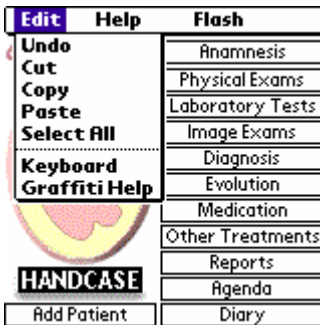 Edit Help Flash
Undo
Cut
Copy
Paste
Select All
Keyboard
Graffiti Help
Anamnesis
Physical Exams
Laboratory Tests
Image Exams
Diagnosis
Evolution
Medication
Other Treatments
Reports
Agenda
Diary
HANDCASE
Add Patient